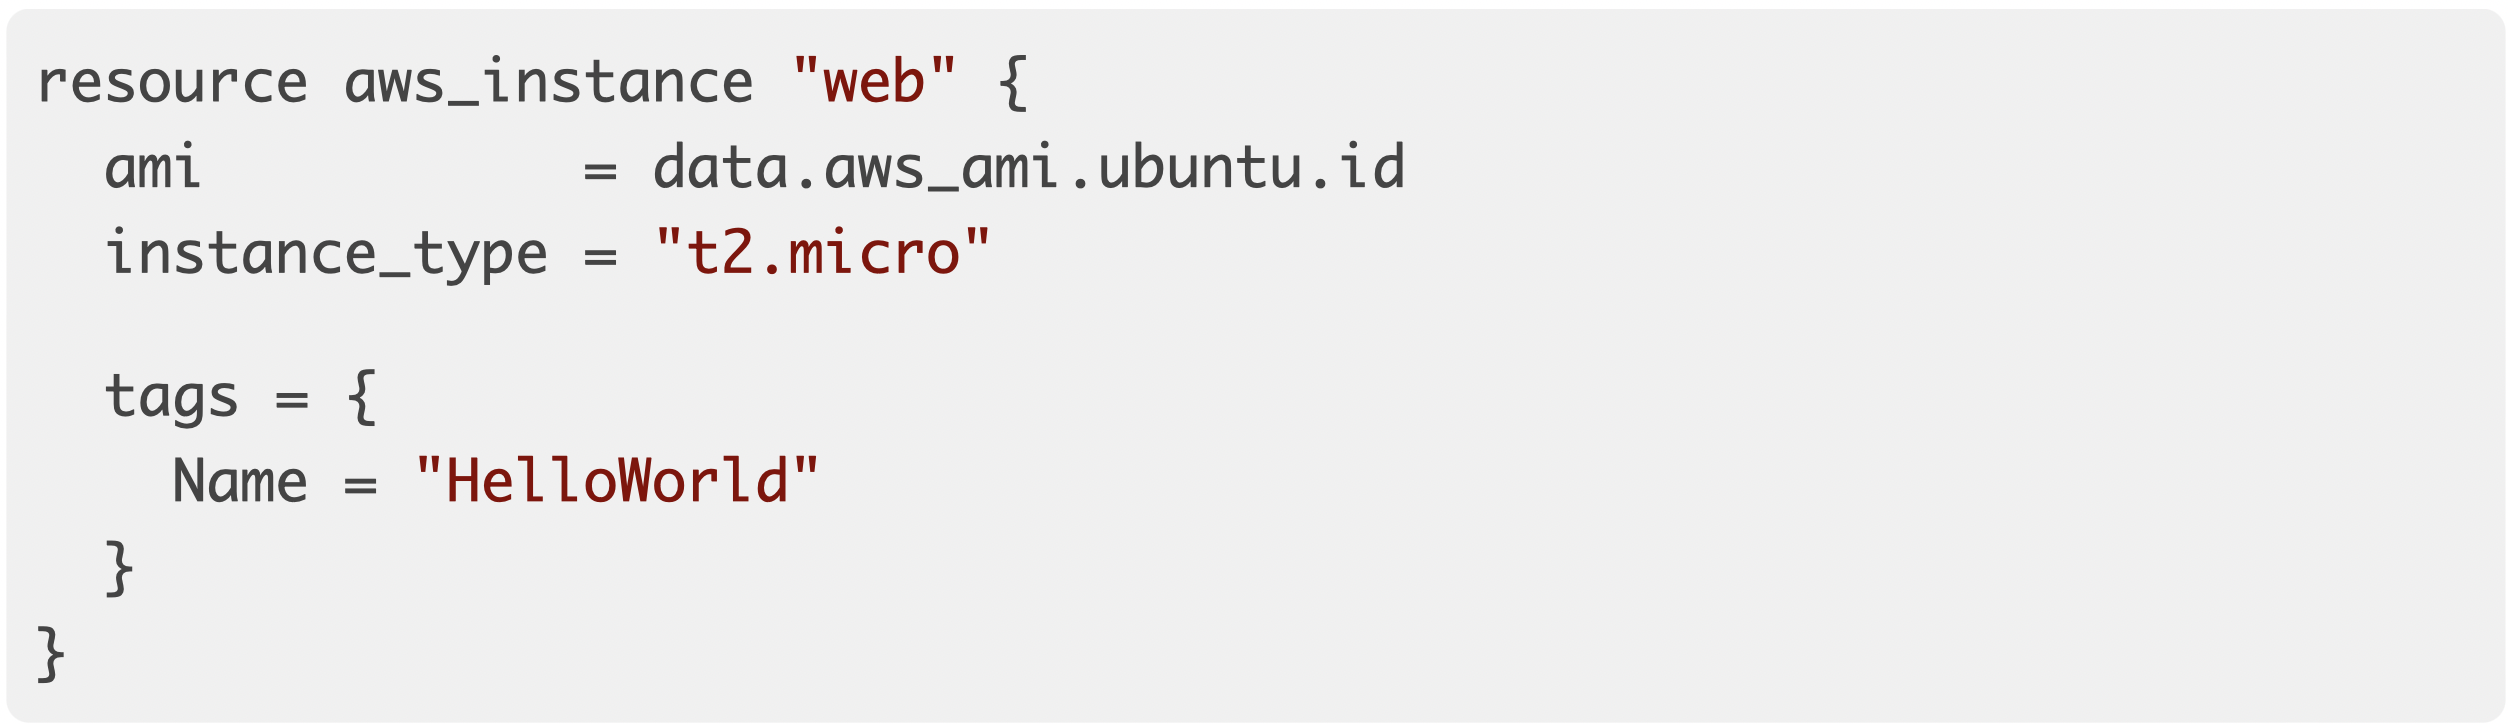 resource aws_instance "web" {
  ami           = data.aws_ami.ubuntu.id
  instance_type = "t2.micro"

  tags = {
    Name = "HelloWorld"
  }
}